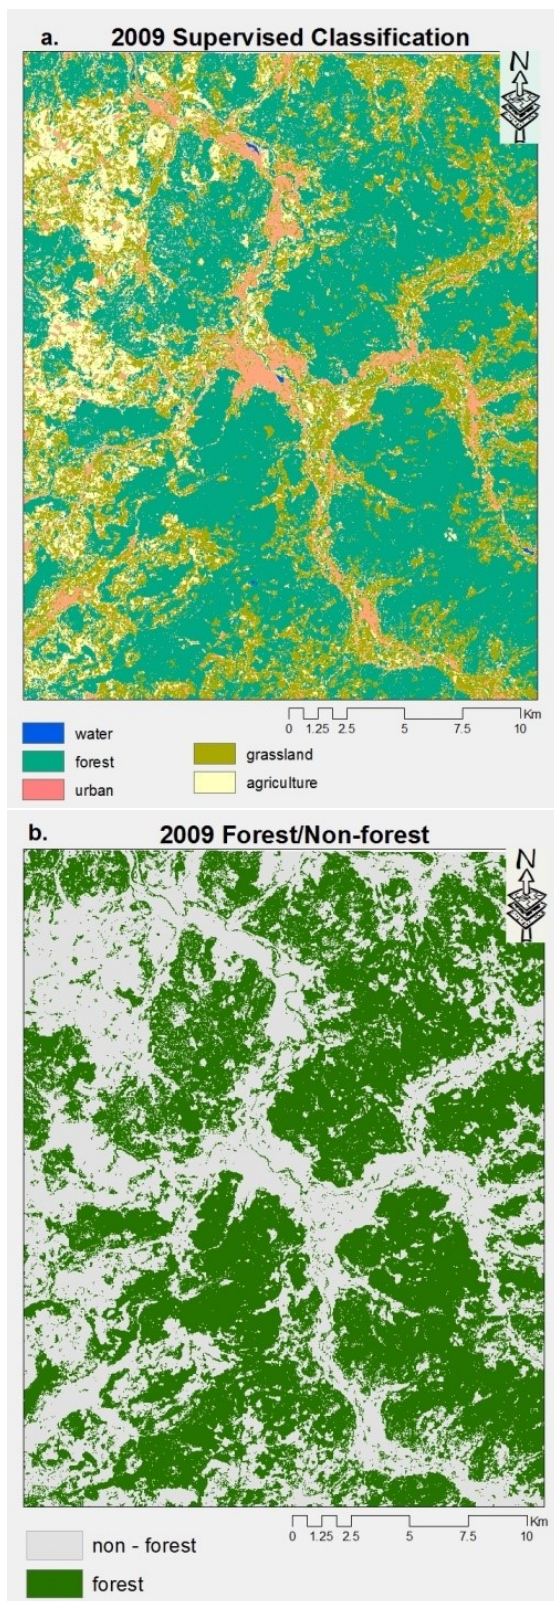 a. 2009 Supervised Classification
N
Km
0 1.25 2.5 5 7.5 10
water
forest
urban
grassland
agriculture
b. 2009 Forest/Non-forest
N
Km
0 1.25 2.5 5 7.5 10
non - forest
forest